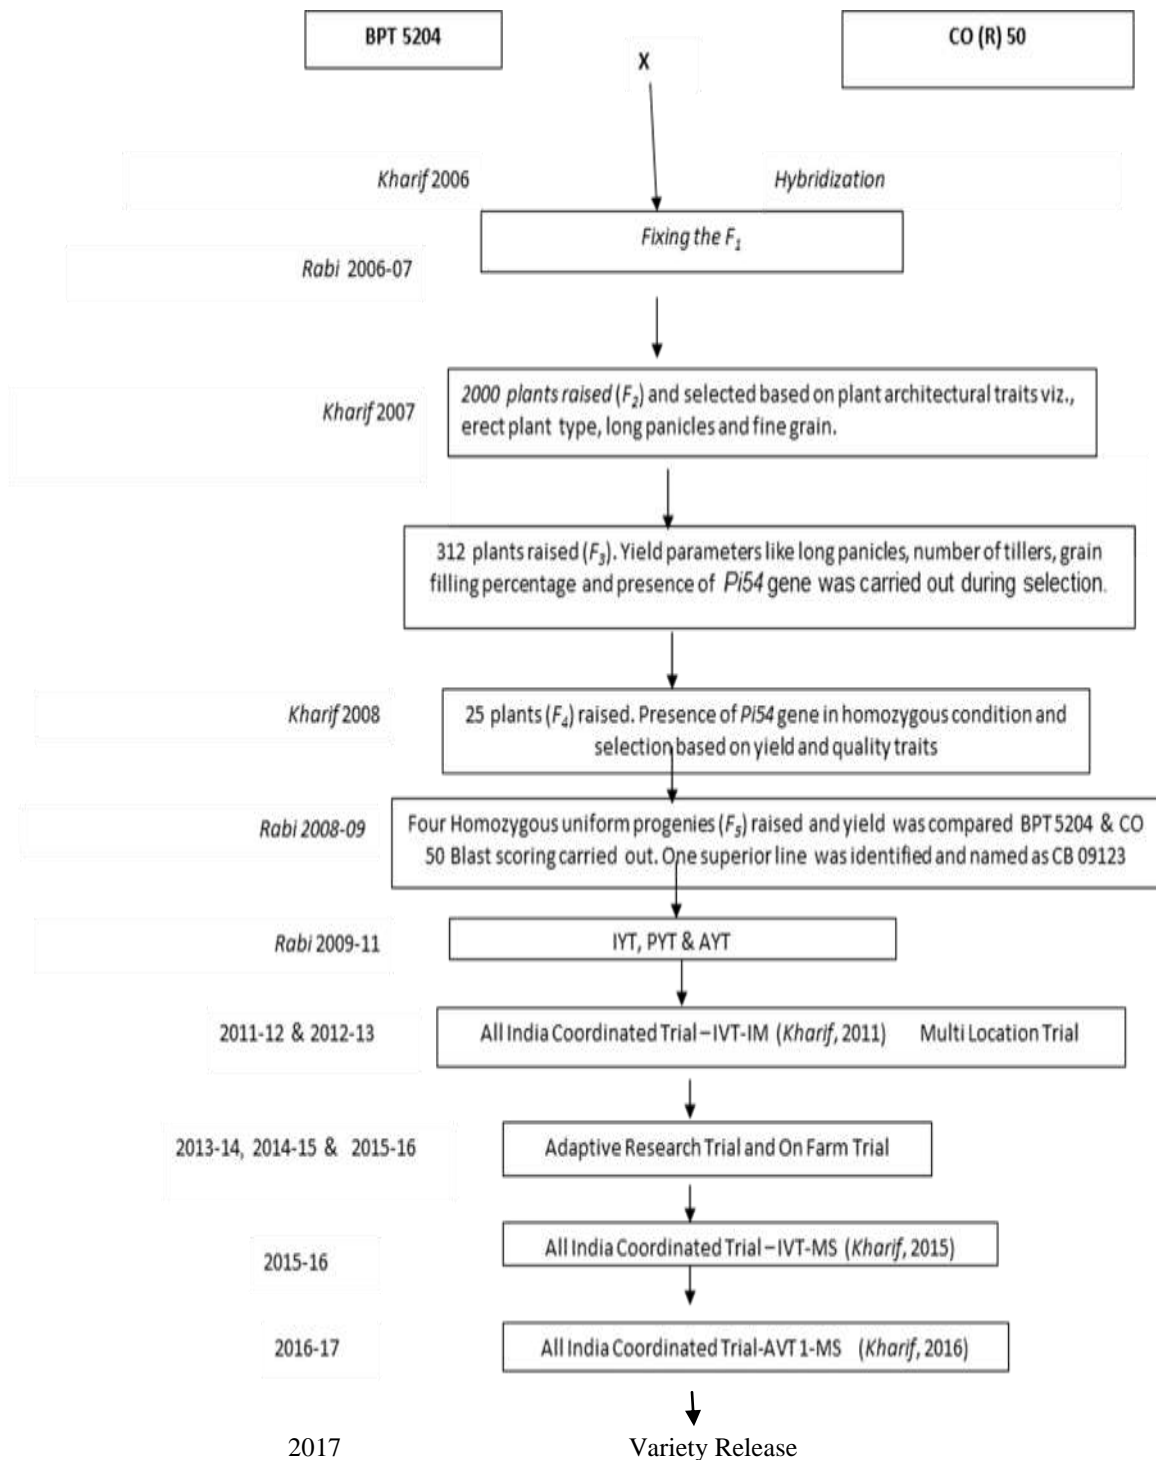 BPT 5204
X
CO (R) 50
Kharif 2006
Hybridization
Fixing the F1
Rabi 2006-07
Kharif 2007
2000 plants raised (F2) and selected based on plant architectural traits viz.,
erect plant type, long panicles and fine grain.
312 plants raised (F3). Yield parameters like long panicles, number of tillers, grain
filling percentage and presence of Pi54 gene was carried out during selection.
Kharif 2008
25 plants (F4) raised. Presence of Pi54 gene in homozygous condition and
selection based on yield and quality traits
Rabi 2008-09
Four Homozygous uniform progenies (F5) raised and yield was compared BPT 5204 & CO
50 Blast scoring carried out. One superior line was identified and named as CB 09123
Rabi 2009-11
IYT, PYT & AYT
2011-12 & 2012-13
All India Coordinated Trial – IVT-IM (Kharif, 2011) Multi Location Trial
2013-14, 2014-15 & 2015-16
Adaptive Research Trial and On Farm Trial
2015-16
All India Coordinated Trial – IVT-MS (Kharif, 2015)
2016-17
All India Coordinated Trial-AVT 1-MS (Kharif, 2016)
2017
Variety Release